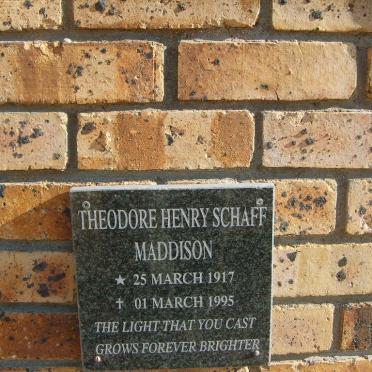 THEODORE HENRY SCHAFF
MADDISON
★ 25 MARCH 1917
✝ 01 MARCH 1995
THE LIGHT THAT YOU CAST
GROWS FOREVER BRIGHTER